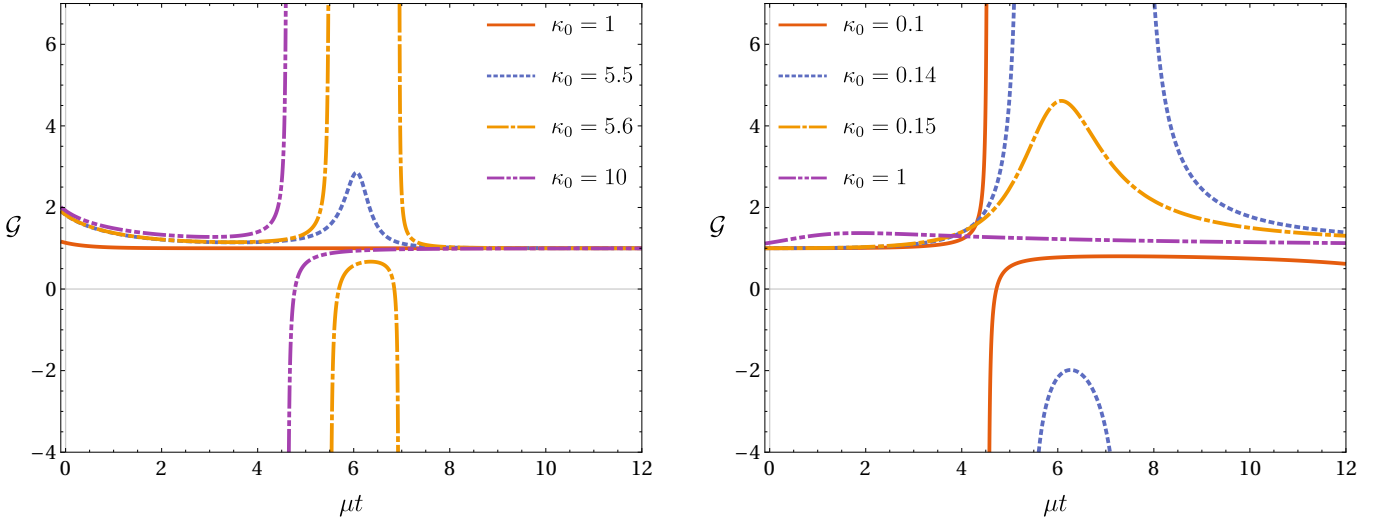 κ₀ = 1
κ₀ = 5.5
κ₀ = 5.6
κ₀ = 10
6
4
2
0
−2
−4
𝒢
0 2 4 6 8 10 12
μt
κ₀ = 0.1
κ₀ = 0.14
κ₀ = 0.15
κ₀ = 1
6
4
2
0
−2
−4
𝒢
0 2 4 6 8 10 12
μt